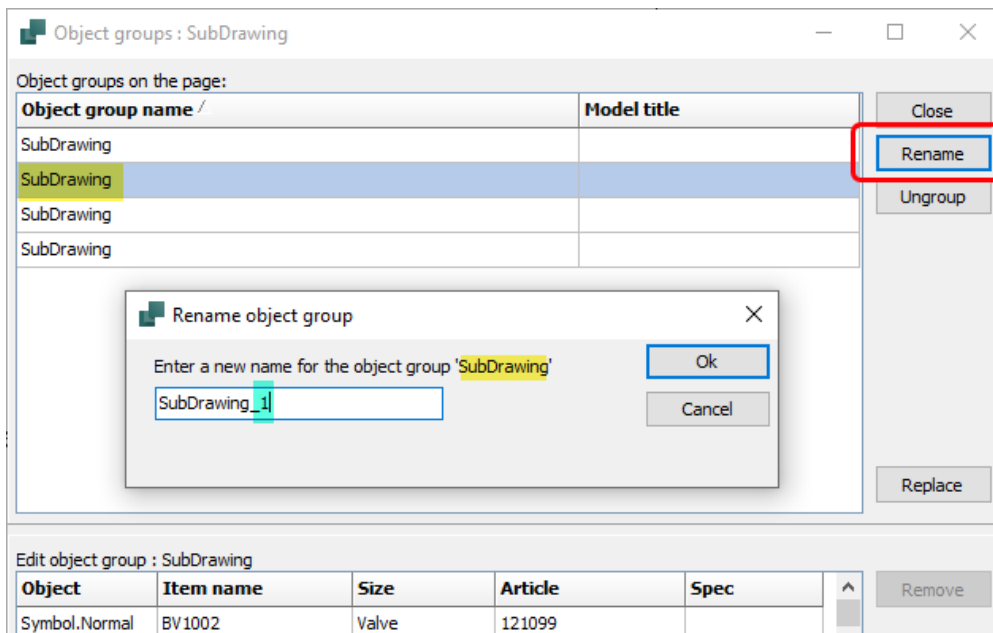 Object groups : SubDrawing
Object groups on the page:
Object group name Model title
SubDrawing
SubDrawing
SubDrawing
SubDrawing
Close
Rename
Ungroup
Rename object group
Enter a new name for the object group 'SubDrawing'
SubDrawing_1
Ok
Cancel
Replace
Edit object group : SubDrawing
Object Item name Size Article Spec
Symbol.Normal BV1002 Valve 121099
Remove